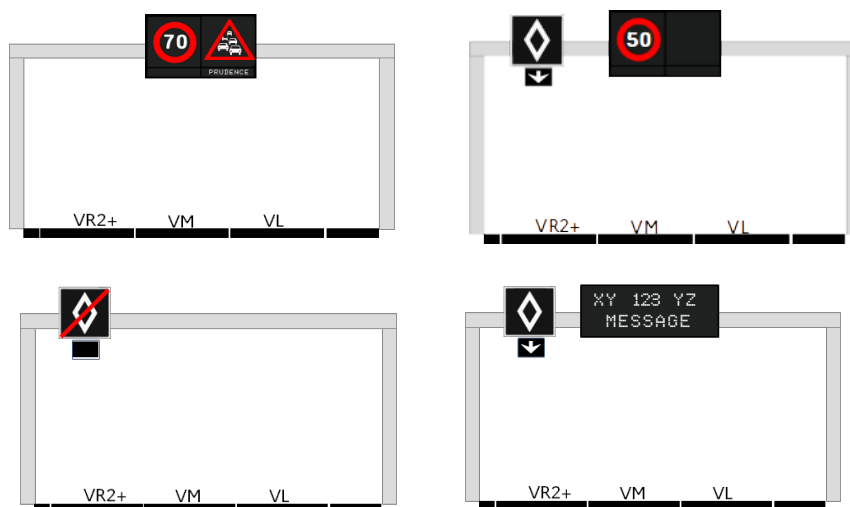 70
PRUDENCE
VR2+ VM VL
50
VR2+ VM VL
VR2+ VM VL
XY 123 YZ
MESSAGE
VR2+ VM VL